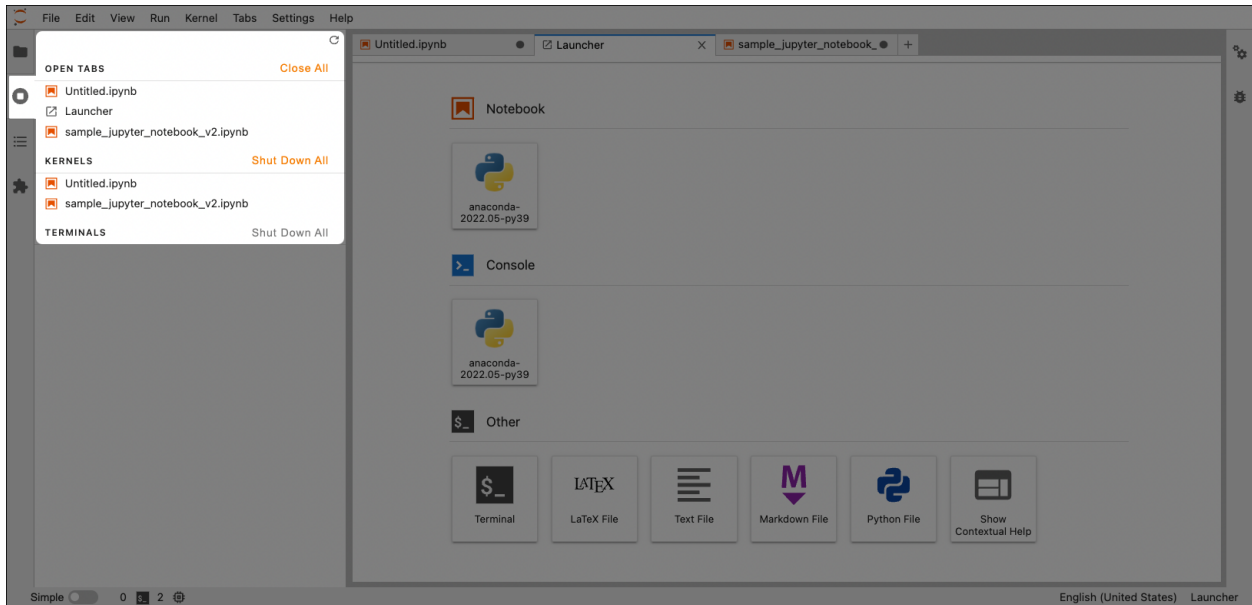 File Edit View Run Kernel Tabs Settings Help
OPEN TABS Close All
Untitled.ipynb
Launcher
sample_jupyter_notebook_v2.ipynb
KERNELS Shut Down All
Untitled.ipynb
sample_jupyter_notebook_v2.ipynb
TERMINALS Shut Down All
Untitled.ipynb Launcher sample_jupyter_notebook_ +
Notebook
anaconda-
2022.05-py39
Console
anaconda-
2022.05-py39
$_ Other
$_
Terminal
LATEX
LaTeX File
Text File
M
Markdown File
Python File
Show
Contextual Help
Simple 0 $_ 2 English (United States) Launcher